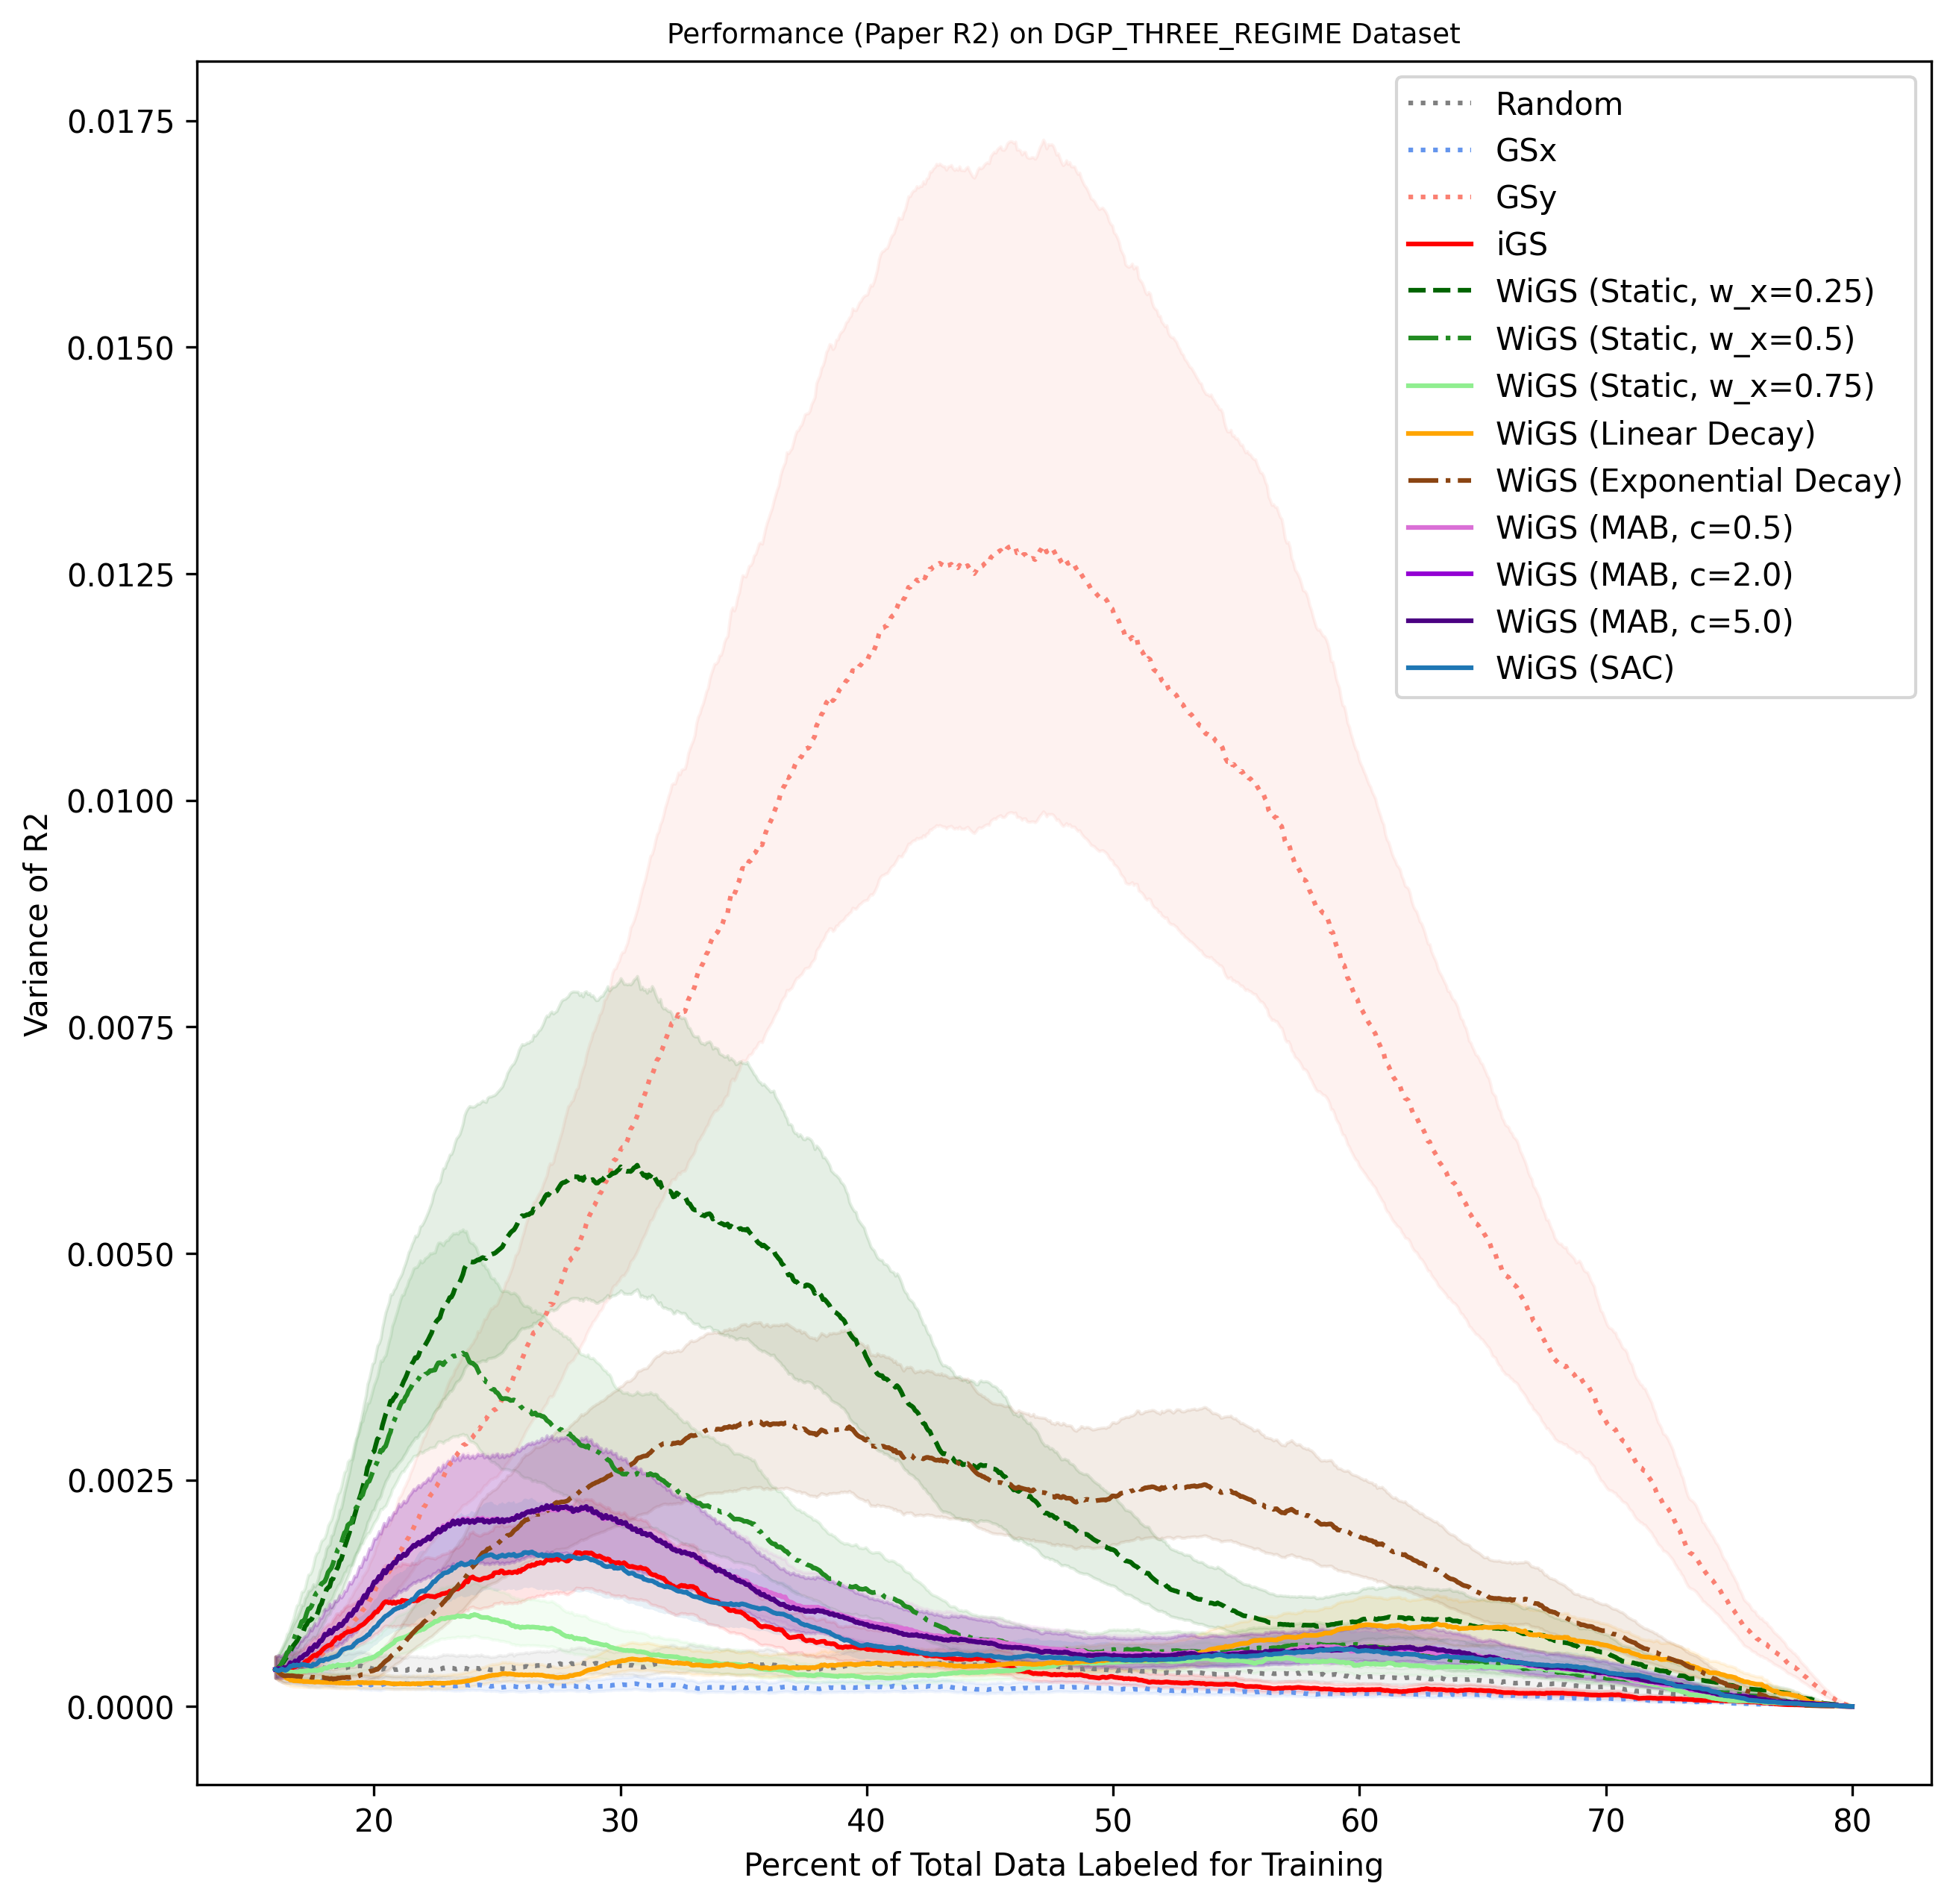 Performance (Paper R2) on DGP_THREE_REGIME Dataset
Variance of R2
0.0175
0.0150
0.0125
0.0100
0.0075
0.0050
0.0025
0.0000
Random
GSx
GSy
iGS
WiGS (Static, w_x=0.25)
WiGS (Static, w_x=0.5)
WiGS (Static, w_x=0.75)
WiGS (Linear Decay)
WiGS (Exponential Decay)
WiGS (MAB, c=0.5)
WiGS (MAB, c=2.0)
WiGS (MAB, c=5.0)
WiGS (SAC)
20 30 40 50 60 70 80
Percent of Total Data Labeled for Training